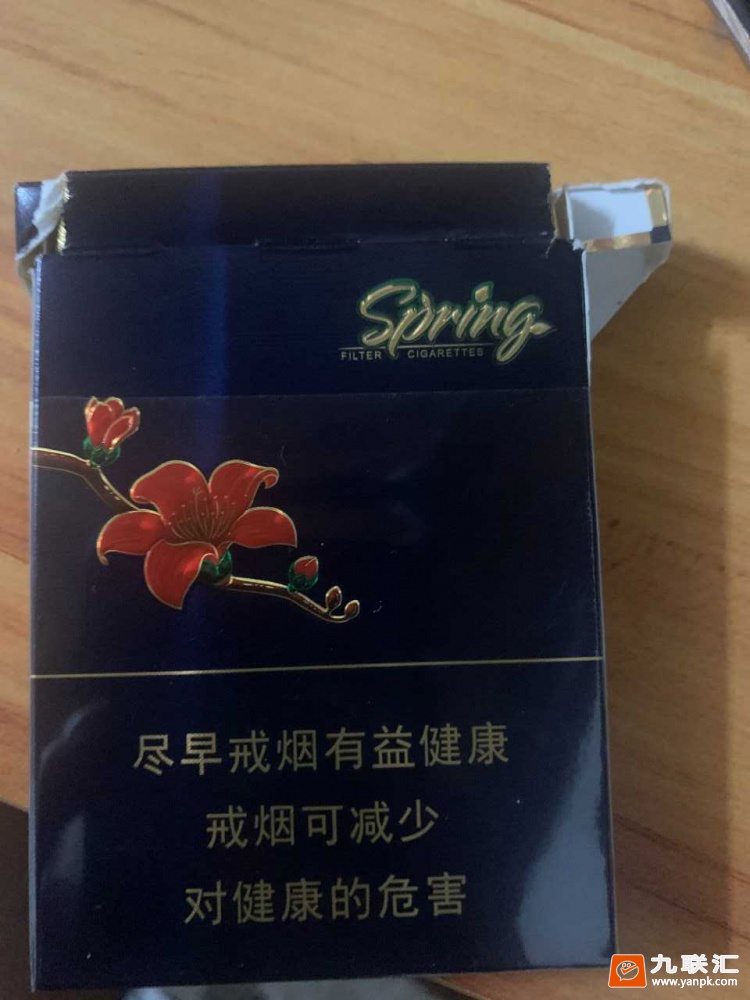 Spring
FILTER CIGARETTES
尽早戒烟有益健康
戒烟可减少
对健康的危害
九联汇
www.yanpk.com